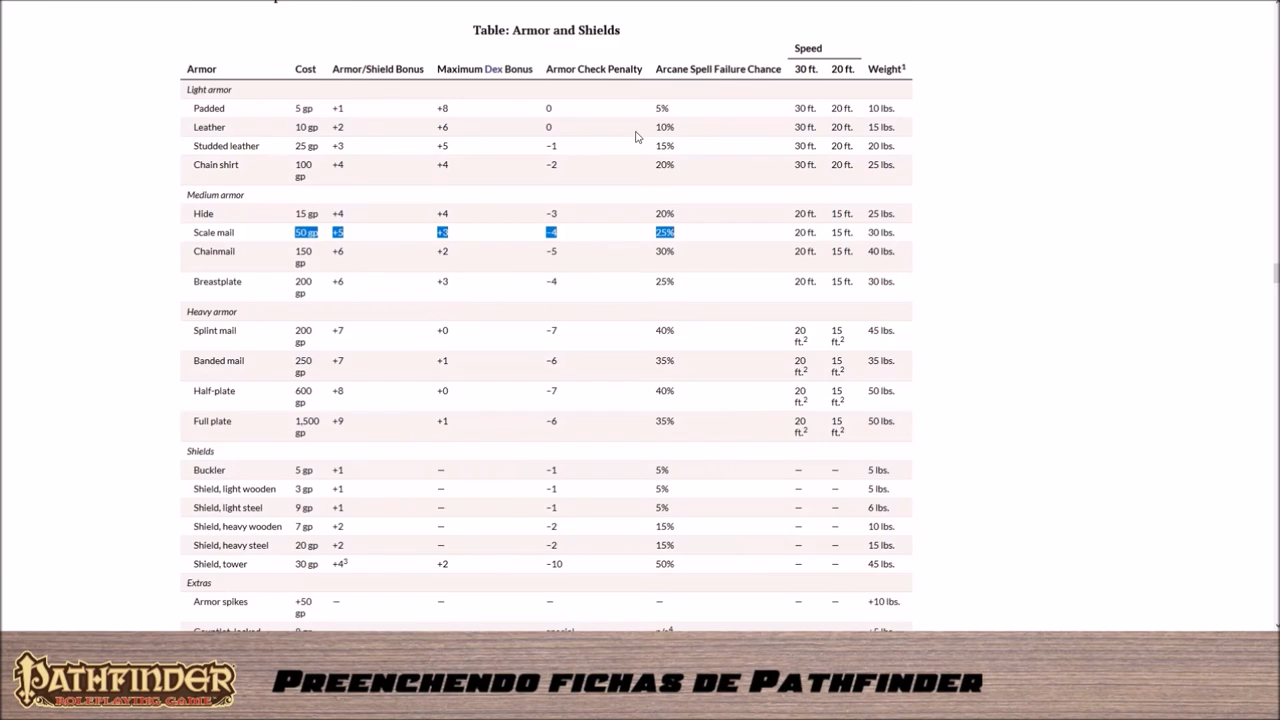 Table: Armor and Shields
Speed
Armor Cost Armor/Shield Bonus Maximum Dex Bonus Armor Check Penalty Arcane Spell Failure Chance 30 ft. 20 ft. Weight1
Light armor
Padded 5 gp +1 +8 0 5% 30 ft. 20 ft. 10 lbs.
Leather 10 gp +2 +6 0 10% 30 ft. 20 ft. 15 lbs.
Studded leather 25 gp +3 +5 −1 15% 30 ft. 20 ft. 20 lbs.
Chain shirt 100 gp +4 +4 −2 20% 30 ft. 20 ft. 25 lbs.
Medium armor
Hide 15 gp +4 +4 −3 20% 20 ft. 15 ft. 25 lbs.
Scale mail 50 gp +5 +3 −4 25% 20 ft. 15 ft. 30 lbs.
Chainmail 150 gp +6 +2 −5 30% 20 ft. 15 ft. 40 lbs.
Breastplate 200 gp +6 +3 −4 25% 20 ft. 15 ft. 30 lbs.
Heavy armor
Splint mail 200 gp +7 +0 −7 40% 20 ft.2 15 ft.2 45 lbs.
Banded mail 250 gp +7 +1 −6 35% 20 ft.2 15 ft.2 35 lbs.
Half-plate 600 gp +8 +0 −7 40% 20 ft.2 15 ft.2 50 lbs.
Full plate 1,500 gp +9 +1 −6 35% 20 ft.2 15 ft.2 50 lbs.
Shields
Buckler 5 gp +1 — −1 5% — — 5 lbs.
Shield, light wooden 3 gp +1 — −1 5% — — 5 lbs.
Shield, light steel 9 gp +1 — −1 5% — — 6 lbs.
Shield, heavy wooden 7 gp +2 — −2 15% — — 10 lbs.
Shield, heavy steel 20 gp +2 — −2 15% — — 15 lbs.
Shield, tower 30 gp +43 +2 −10 50% — — 45 lbs.
Extras
Armor spikes +50 gp — — — — — — +10 lbs.
PATHFINDER
ROLEPLAYING GAME
PREENCHENDO FICHAS DE PATHFINDER